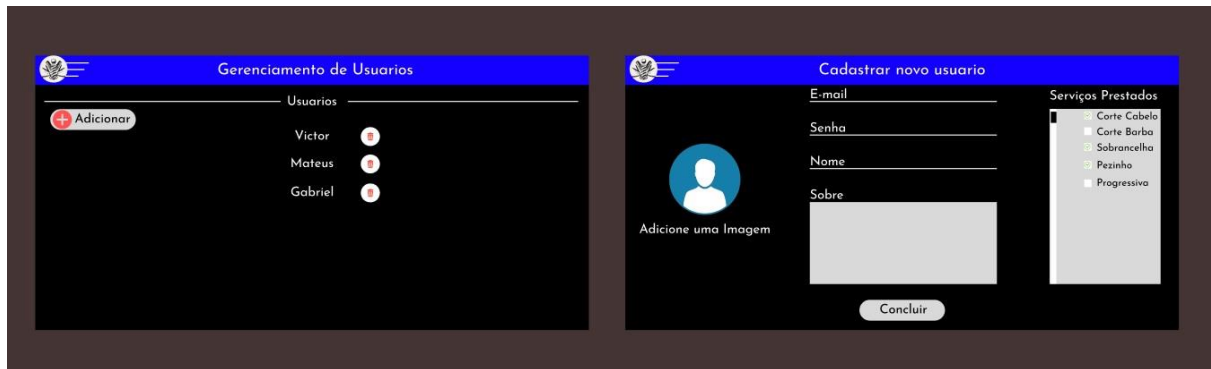 Gerenciamento de Usuarios
Usuarios
Adicionar
Victor
Mateus
Gabriel
Cadastrar novo usuario
E-mail
Senha
Nome
Sobre
Adicione uma Imagem
Serviços Prestados
Corte Cabelo
Corte Barba
Sobrancelha
Pezinho
Progressiva
Concluir